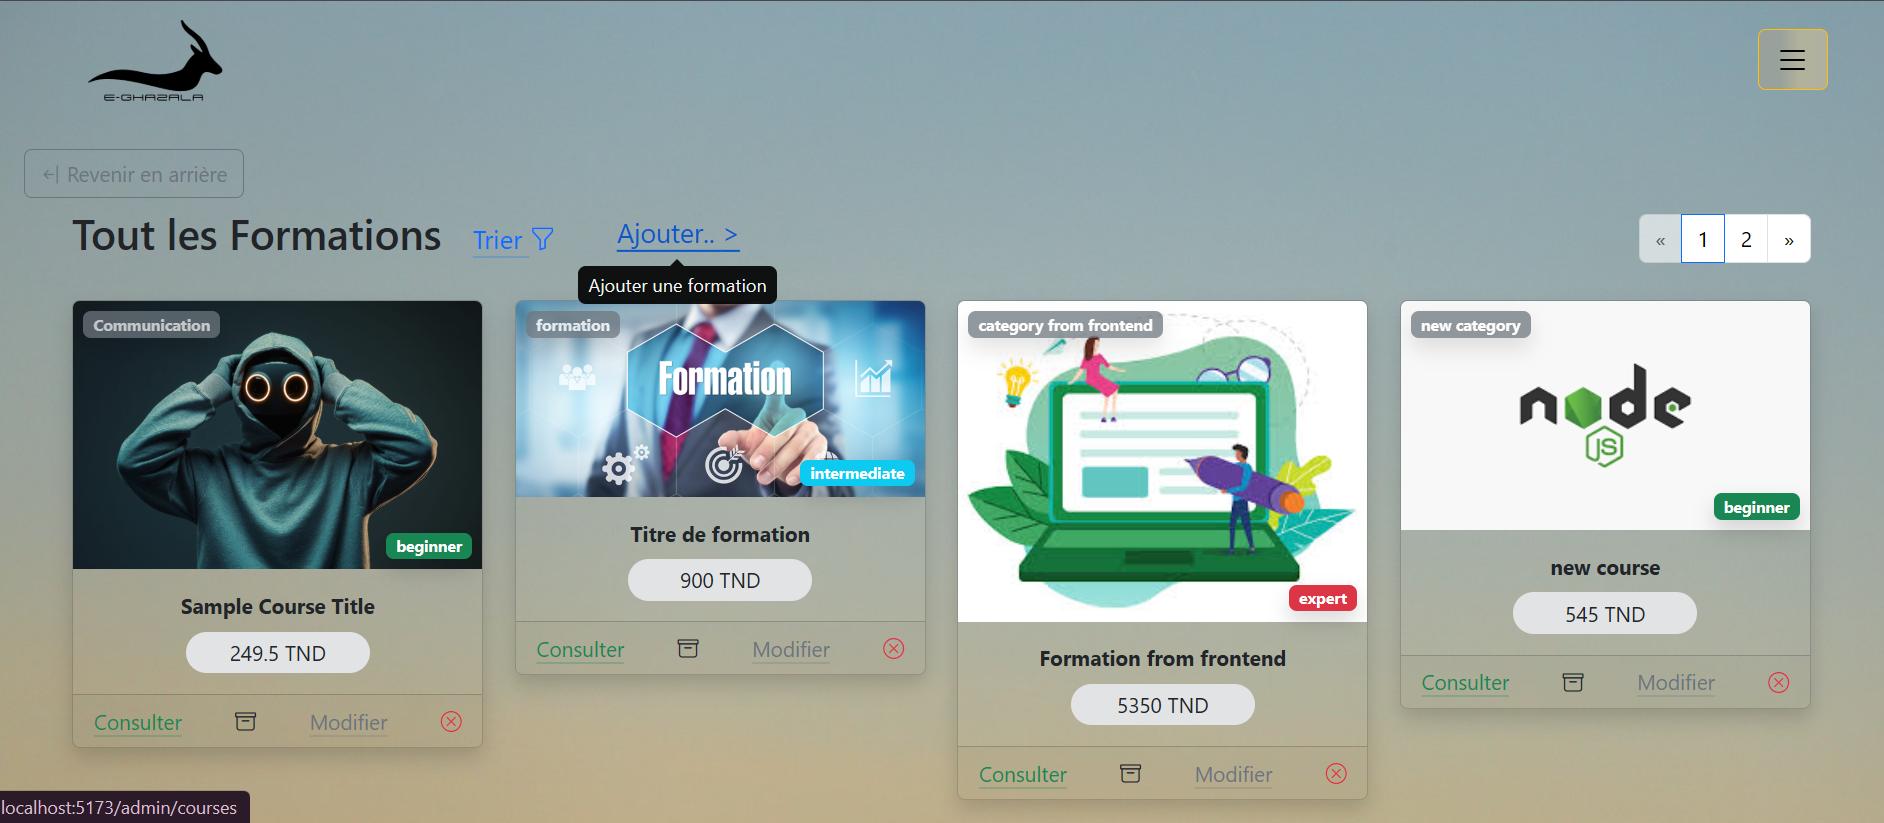 E-GHAZALA
Revenir en arrière
Tout les Formations
Trier
Ajouter.. >
« 1 2 »
Ajouter une formation
Communication
beginner
Sample Course Title
249.5 TND
Consulter Modifier
formation
Formation
intermediate
Titre de formation
900 TND
Consulter Modifier
category from frontend
expert
Formation from frontend
5350 TND
Consulter Modifier
new category
node
JS
beginner
new course
545 TND
Consulter Modifier
localhost:5173/admin/courses